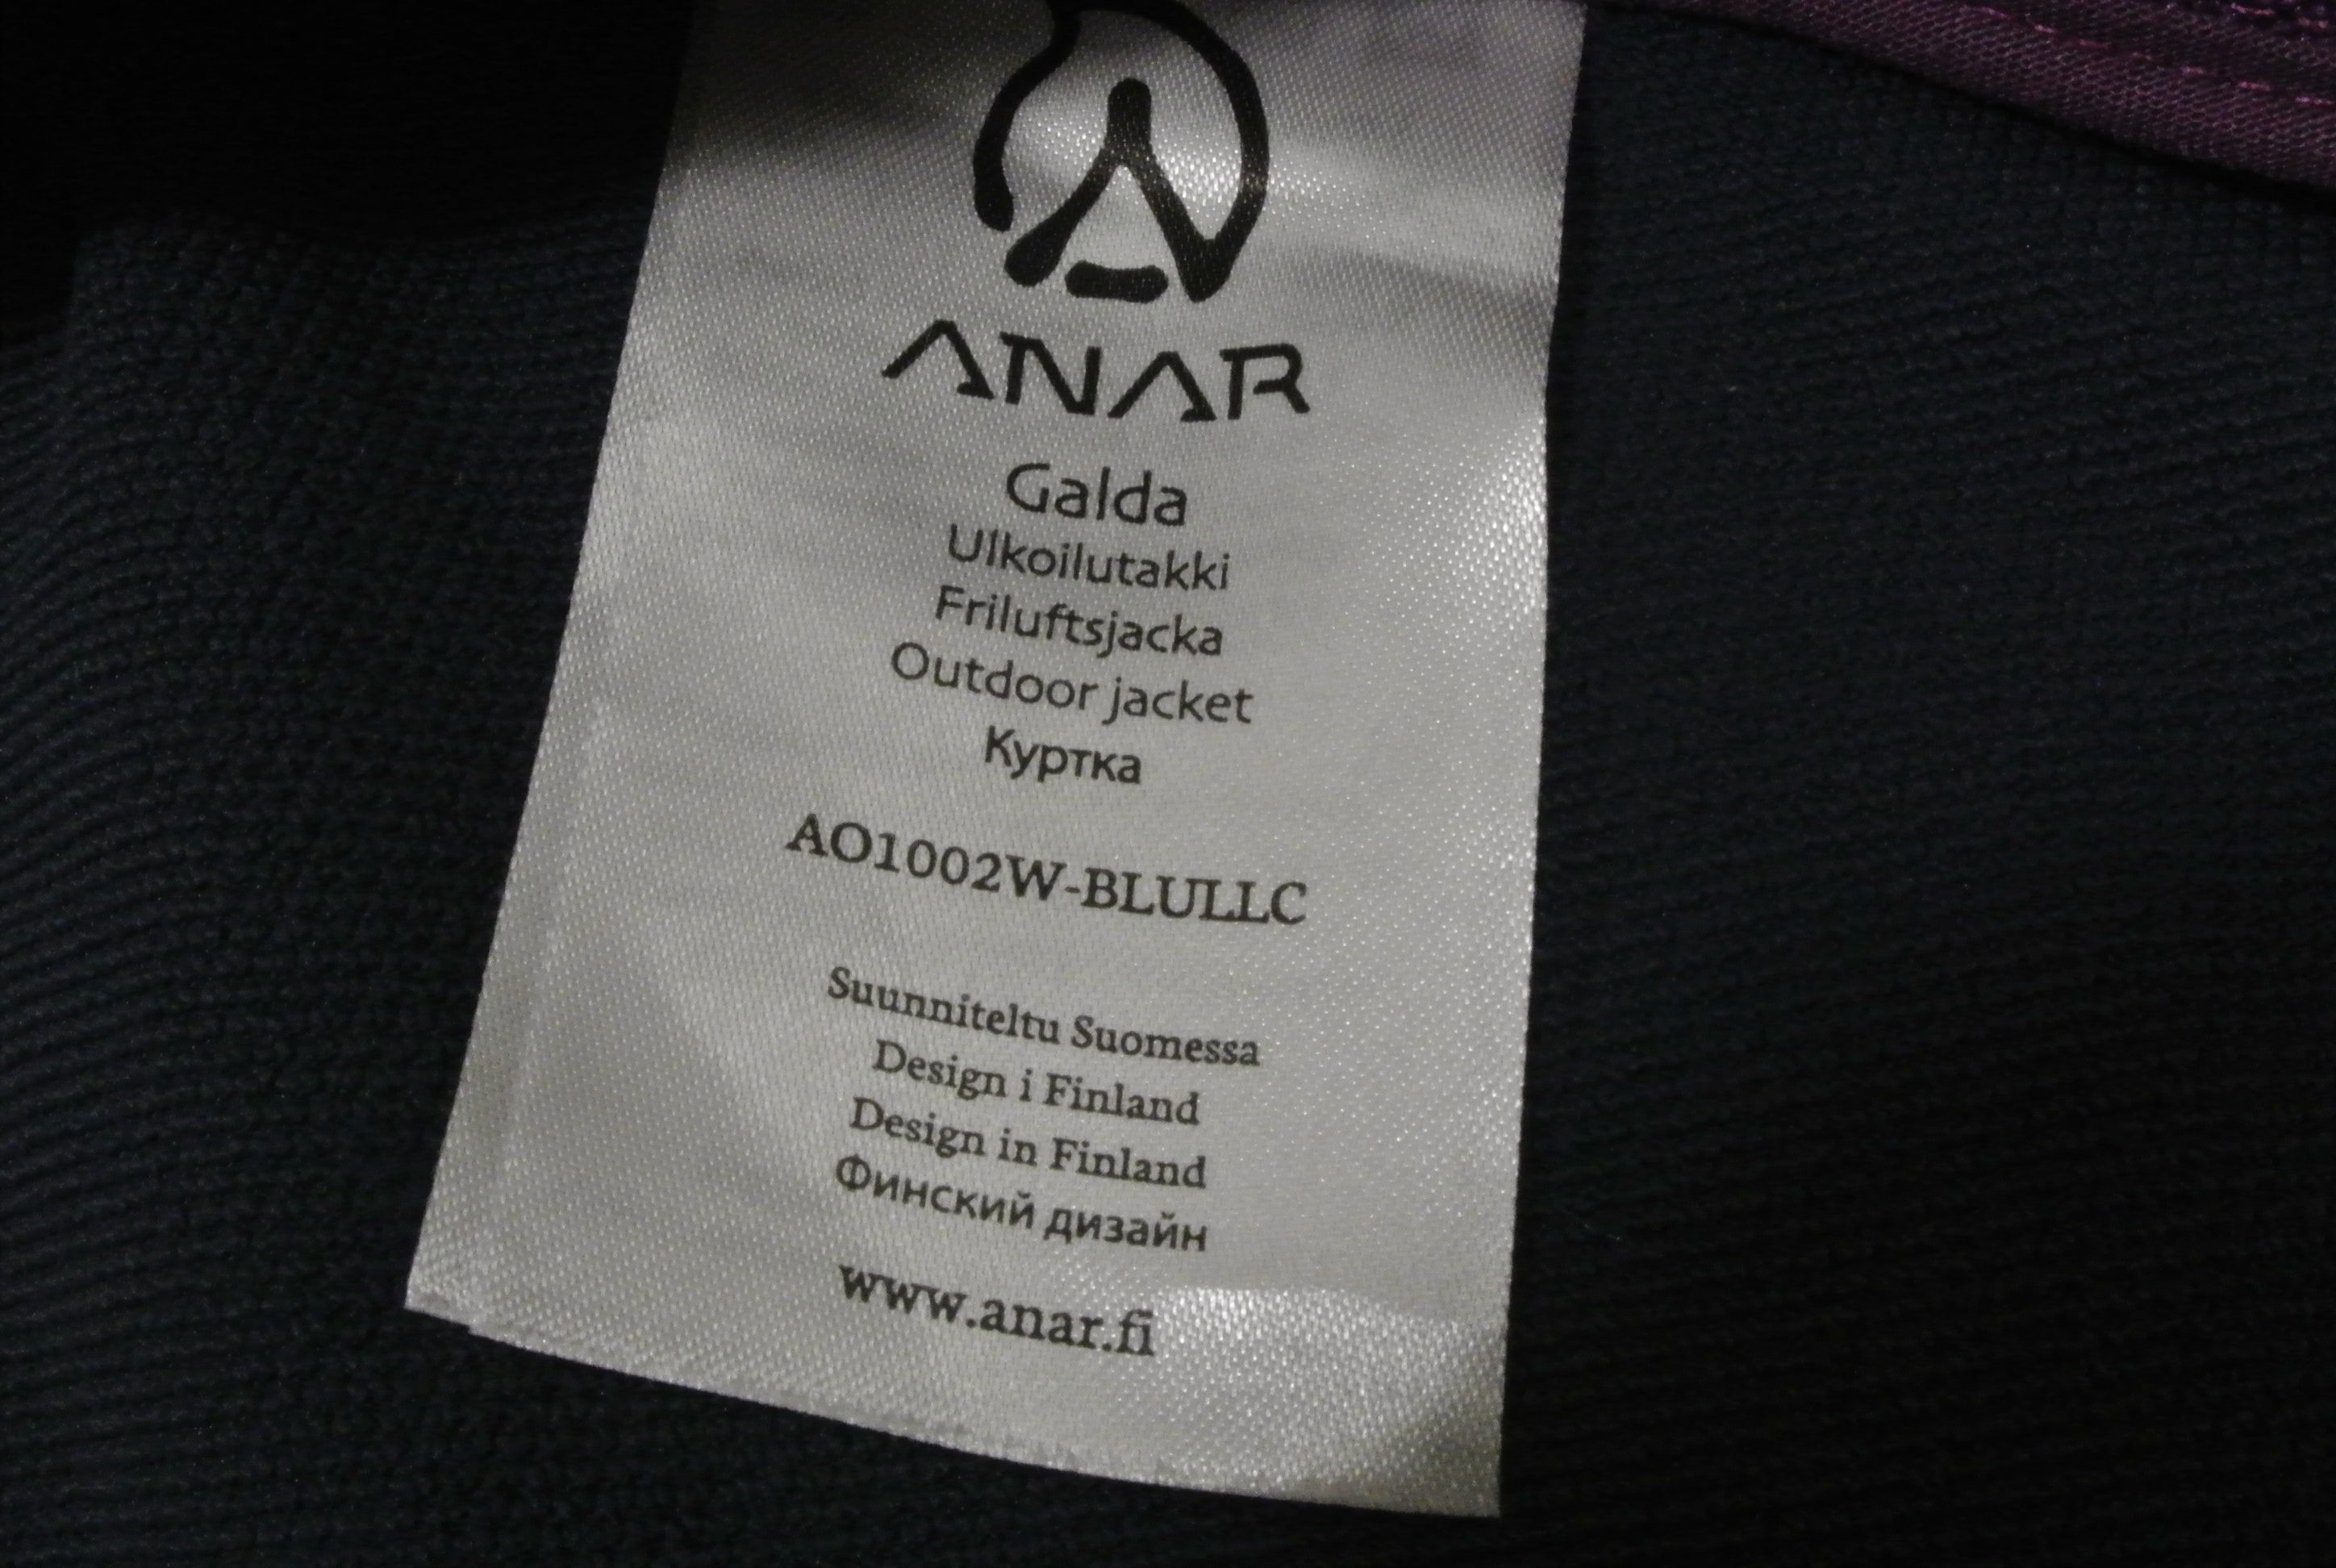 ANAR
Galda
Ulkoilutakki
Friluftsjacka
Outdoor jacket
Куртка
AO1002W-BLULLC
Suunniteltu Suomessa
Design i Finland
Design in Finland
Финский дизайн
www.anar.fi